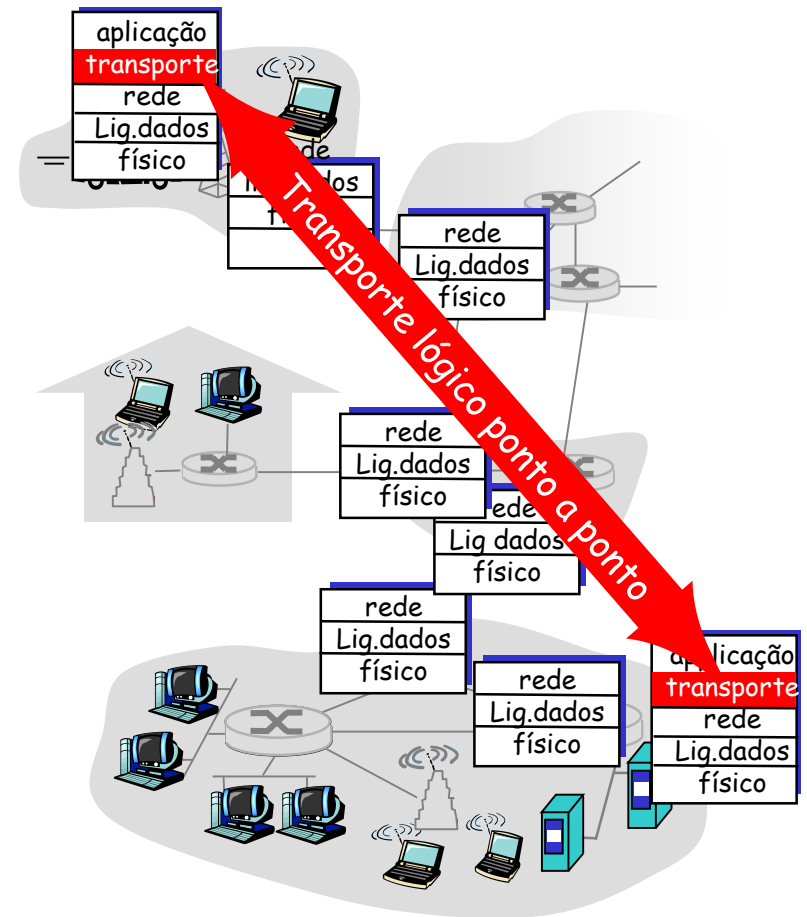 aplicação
transporte
rede
Lig.dados
físico
rede
Lig.dados
físico
Transporte lógico ponto a ponto
rede
Lig.dados
físico
Lig dados
físico
rede
Lig.dados
físico
rede
Lig.dados
físico
aplicação
transporte
rede
Lig.dados
físico